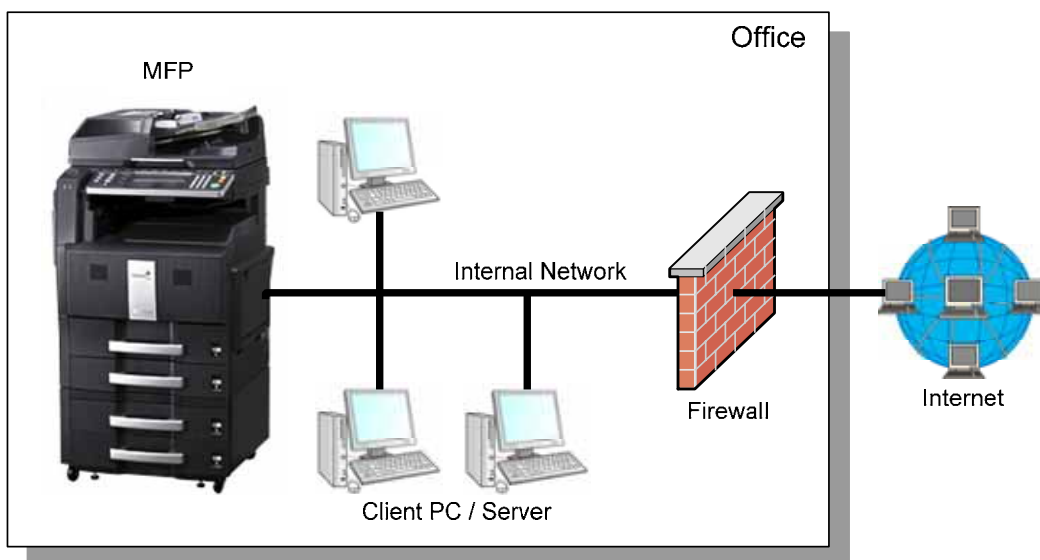 Office
MFP
Internal Network
Firewall
Internet
Client PC / Server